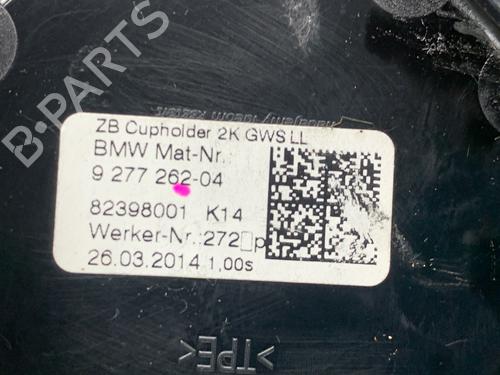 ZB Cupholder 2K GWS LL
BMW Mat-Nr.:
9 277 262-04
82398001 K14
Werker-Nr.:272□p
26.03.2014 1,00s
>TPE<
B-PARTS